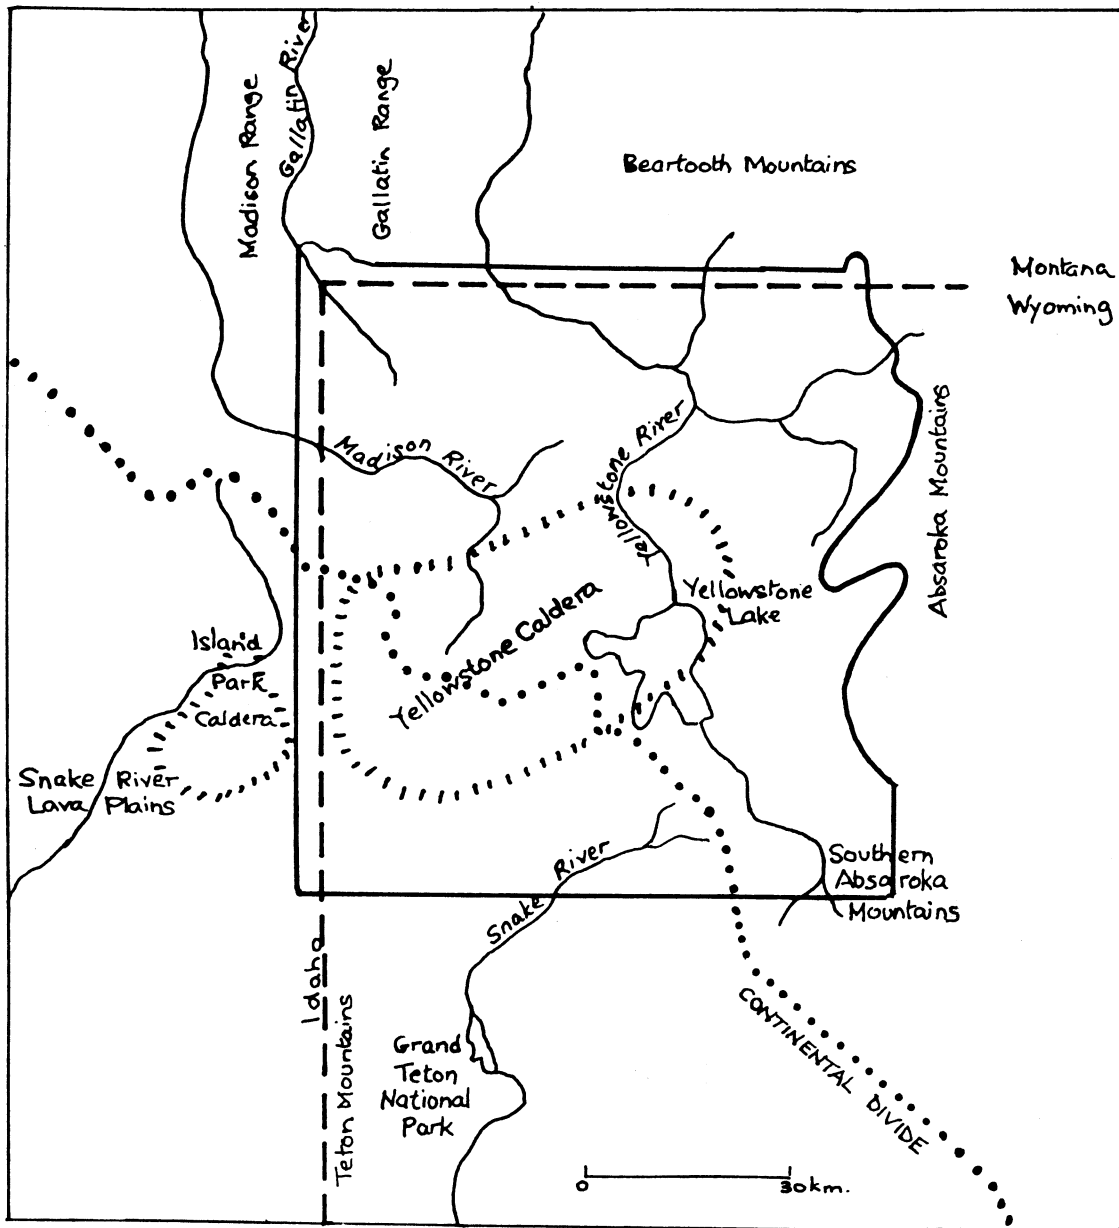 Madison Range
Gallatin River
Gallatin Range
Beartooth Mountains
Montana
Wyoming
Absaroka Mountains
Madison River
Yellowstone River
Yellowstone
Lake
Yellowstone Caldera
Island
Park
Caldera
Snake River
Lava Plains
Southern
Absaroka
Mountains
Snake River
Idaho
Teton Mountains
Grand
Teton
National
Park
CONTINENTAL DIVIDE
0 30km.